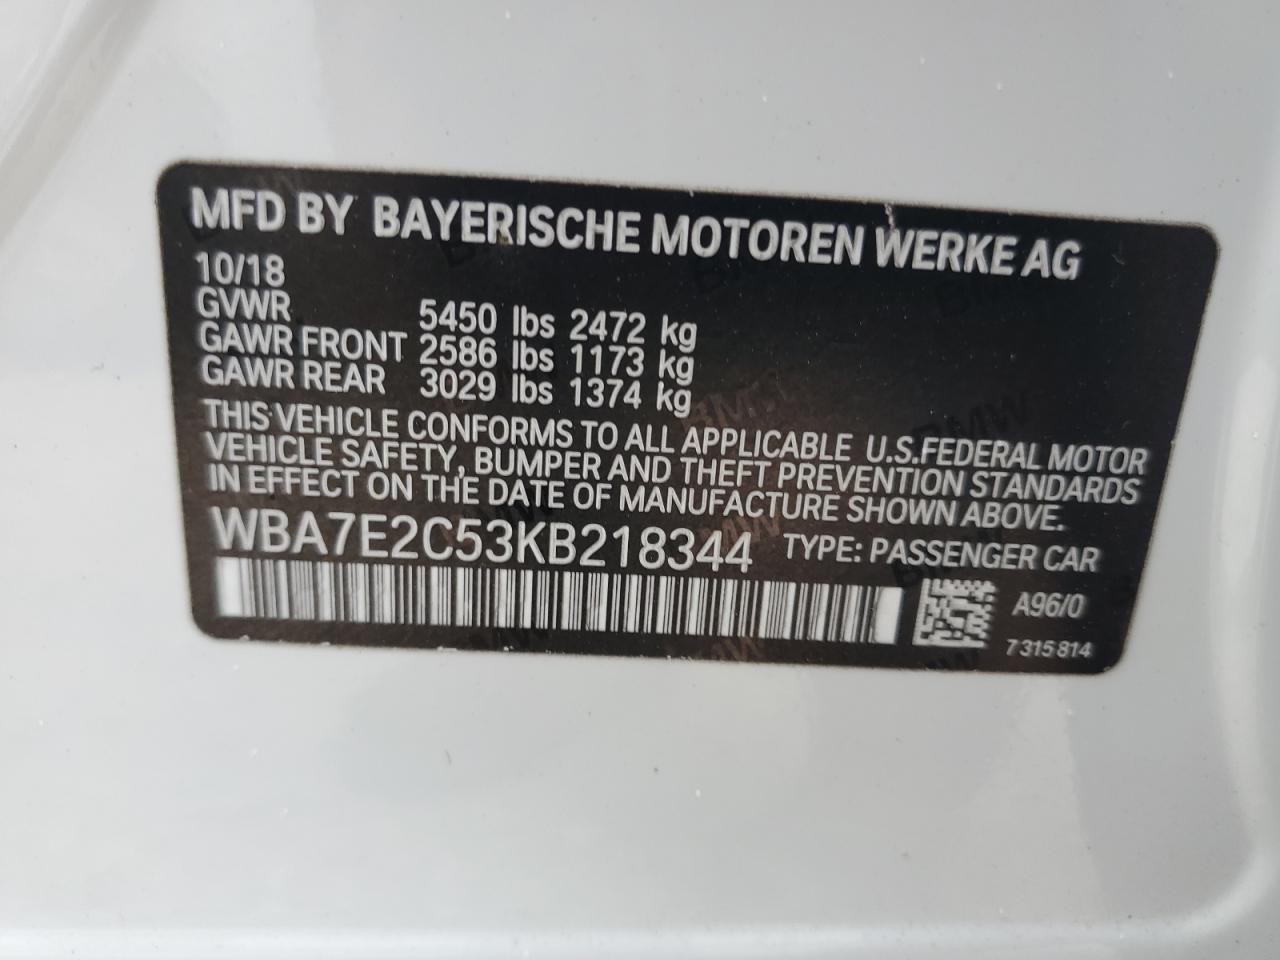 MFD BY BAYERISCHE MOTOREN WERKE AG
10/18
GVWR 5450 lbs 2472 kg
GAWR FRONT 2586 lbs 1173 kg
GAWR REAR 3029 lbs 1374 kg
THIS VEHICLE CONFORMS TO ALL APPLICABLE U.S.FEDERAL MOTOR
VEHICLE SAFETY, BUMPER AND THEFT PREVENTION STANDARDS
IN EFFECT ON THE DATE OF MANUFACTURE SHOWN ABOVE.
WBA7E2C53KB218344 TYPE: PASSENGER CAR
A96/0
7 315 814